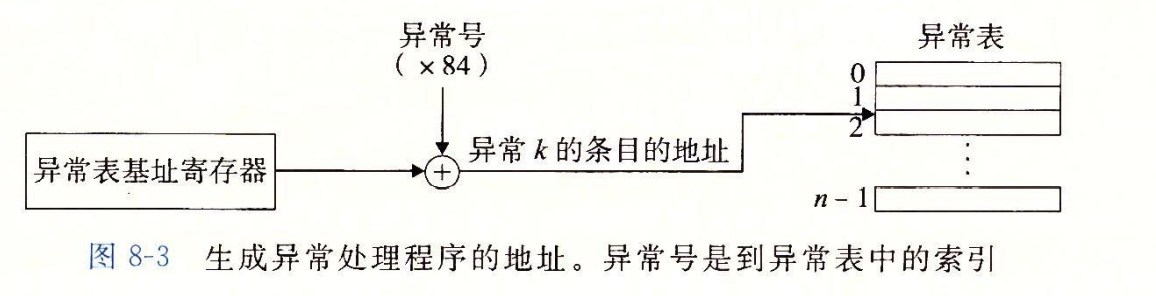 异常号
（×84）
异常表
0
1
2
异常表基址寄存器
+
异常 k 的条目的地址
⋮
n－1
图 8-3 生成异常处理程序的地址。异常号是到异常表中的索引